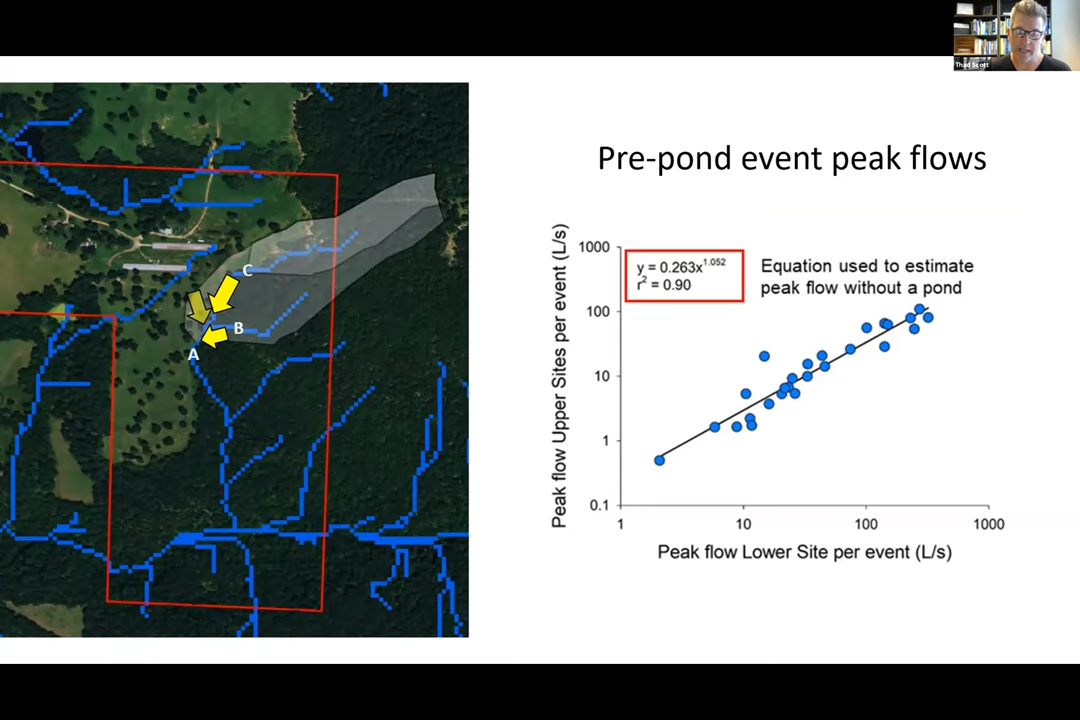 Thad Scott
Pre-pond event peak flows
C
B
A
Peak flow Upper Sites per event (L/s)
1000
100
10
1
0.1
y = 0.263x^1.052
r² = 0.90
Equation used to estimate
peak flow without a pond
1
10
100
1000
Peak flow Lower Site per event (L/s)